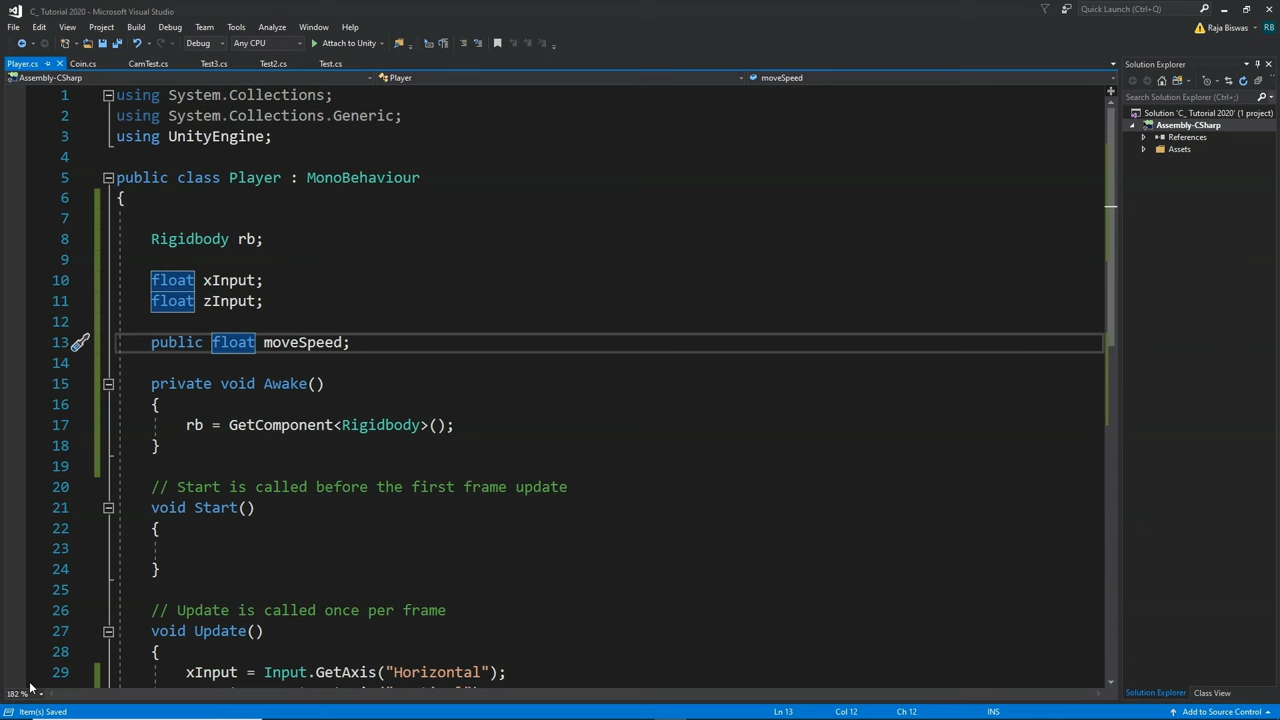 C_ Tutorial 2020 - Microsoft Visual Studio
Quick Launch (Ctrl+Q)
File Edit View Project Build Debug Team Tools Analyze Window Help
Raja Biswas RB
Debug Any CPU Attach to Unity
Player.cs Coin.cs CamTest.cs Test3.cs Test2.cs Test.cs
Solution Explorer
Assembly-CSharp Player moveSpeed
Search Solution Explorer (Ctrl+;)
Solution 'C_ Tutorial 2020' (1 project)
Assembly-CSharp
References
Assets
1 using System.Collections;
2 using System.Collections.Generic;
3 using UnityEngine;
4
5 public class Player : MonoBehaviour
6 {
7
8 Rigidbody rb;
9
10 float xInput;
11 float zInput;
12
13 public float moveSpeed;
14
15 private void Awake()
16 {
17 rb = GetComponent<Rigidbody>();
18 }
19
20 // Start is called before the first frame update
21 void Start()
22 {
23
24 }
25
26 // Update is called once per frame
27 void Update()
28 {
29 xInput = Input.GetAxis("Horizontal");
182 %
Solution Explorer Class View
Item(s) Saved Ln 13 Col 12 Ch 12 INS Add to Source Control